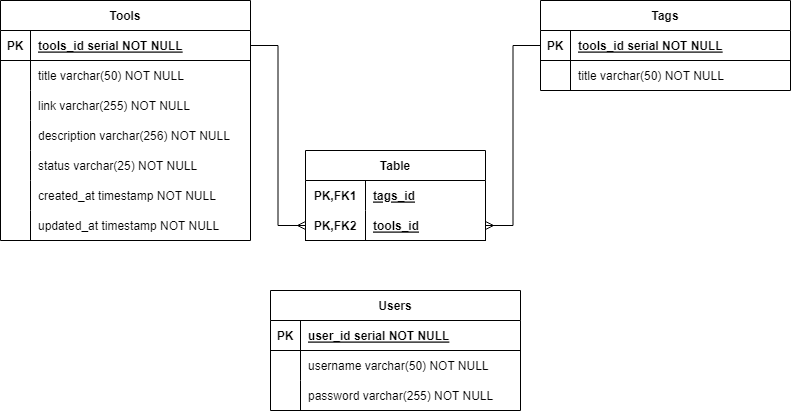 Tools
PK tools_id serial NOT NULL
title varchar(50) NOT NULL
link varchar(255) NOT NULL
description varchar(256) NOT NULL
status varchar(25) NOT NULL
created_at timestamp NOT NULL
updated_at timestamp NOT NULL
Tags
PK tools_id serial NOT NULL
title varchar(50) NOT NULL
Table
PK,FK1 tags_id
PK,FK2 tools_id
Users
PK user_id serial NOT NULL
username varchar(50) NOT NULL
password varchar(255) NOT NULL